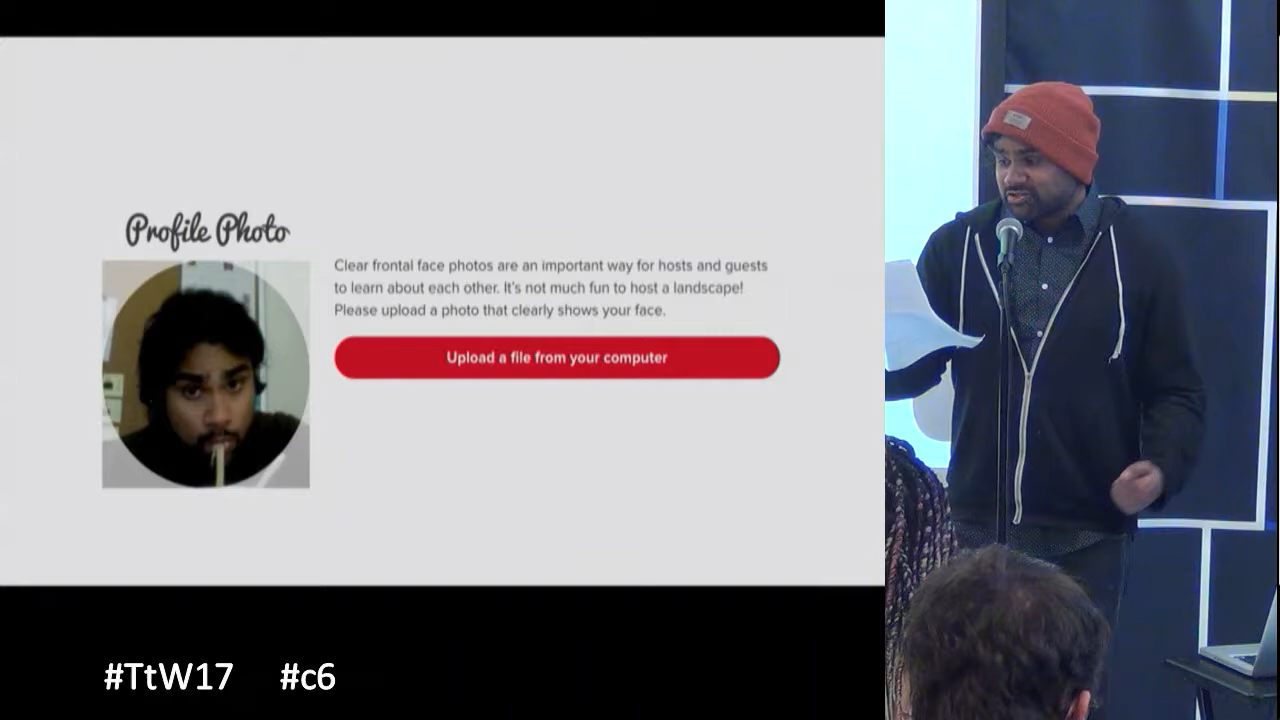 Profile Photo
Clear frontal face photos are an important way for hosts and guests
to learn about each other. It's not much fun to host a landscape!
Please upload a photo that clearly shows your face.
Upload a file from your computer
#TtW17 #c6